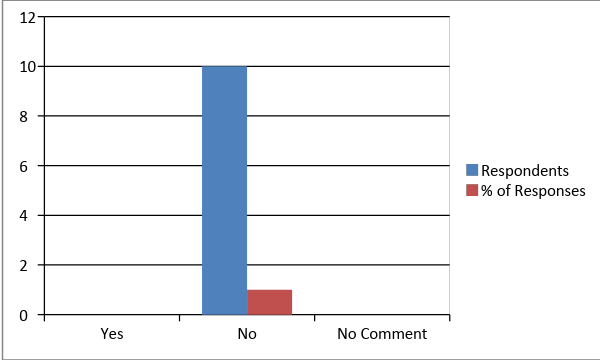 12
10
8
6
4
2
0
Yes No No Comment
Respondents
% of Responses